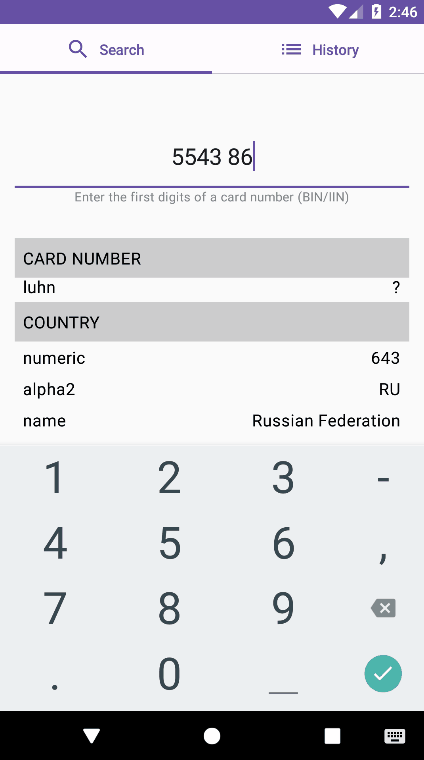 2:46
Search History
5543 86
Enter the first digits of a card number (BIN/IIN)
CARD NUMBER
luhn ?
COUNTRY
numeric 643
alpha2 RU
name Russian Federation
1 2 3 -
4 5 6 ,
7 8 9
. 0 _